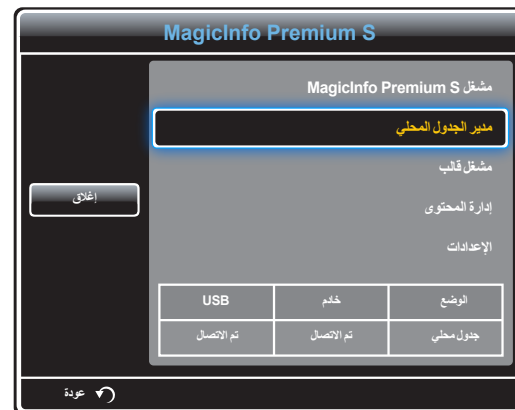 MagicInfo Premium S
مشغل MagicInfo Premium S
مدير الجدول المحلي
مشغل قالب
إدارة المحتوى
الإعدادات
إغلاق
الوضع خادم USB
جدول محلي تم الاتصال تم الاتصال
عودة